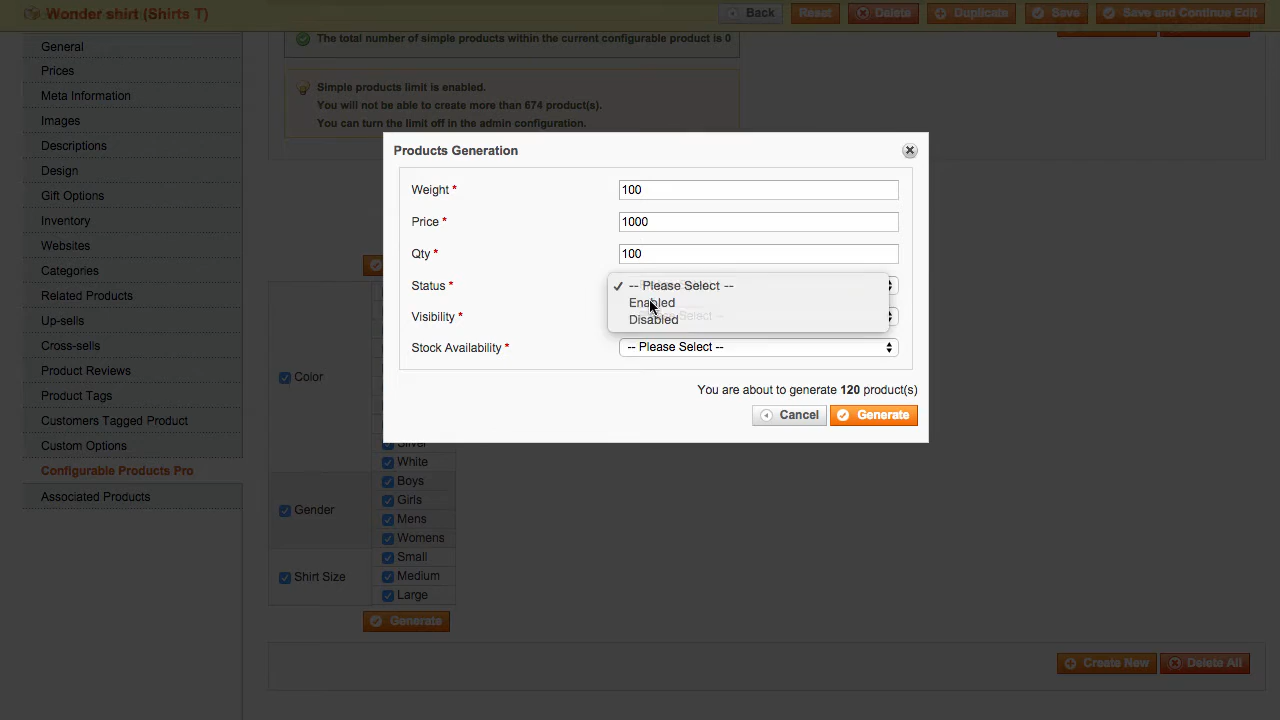 Wonder shirt (Shirts T)
Back
Reset
Delete
Duplicate
Save
Save and Continue Edit
General
Prices
Meta Information
Images
Descriptions
Design
Gift Options
Inventory
Websites
Categories
Related Products
Up-sells
Cross-sells
Product Reviews
Product Tags
Customers Tagged Product
Custom Options
Configurable Products Pro
Associated Products
The total number of simple products within the current configurable product is 0
Simple products limit is enabled.
You will not be able to create more than 674 product(s).
You can turn the limit off in the admin configuration.
Products Generation
Weight *
100
Price *
1000
Qty *
100
Status *
-- Please Select --
Enabled
Disabled
Visibility *
Select --
Stock Availability *
-- Please Select --
You are about to generate 120 product(s)
Cancel
Generate
Color
Silver
White
Gender
Boys
Girls
Mens
Womens
Shirt Size
Small
Medium
Large
Generate
Create New
Delete All